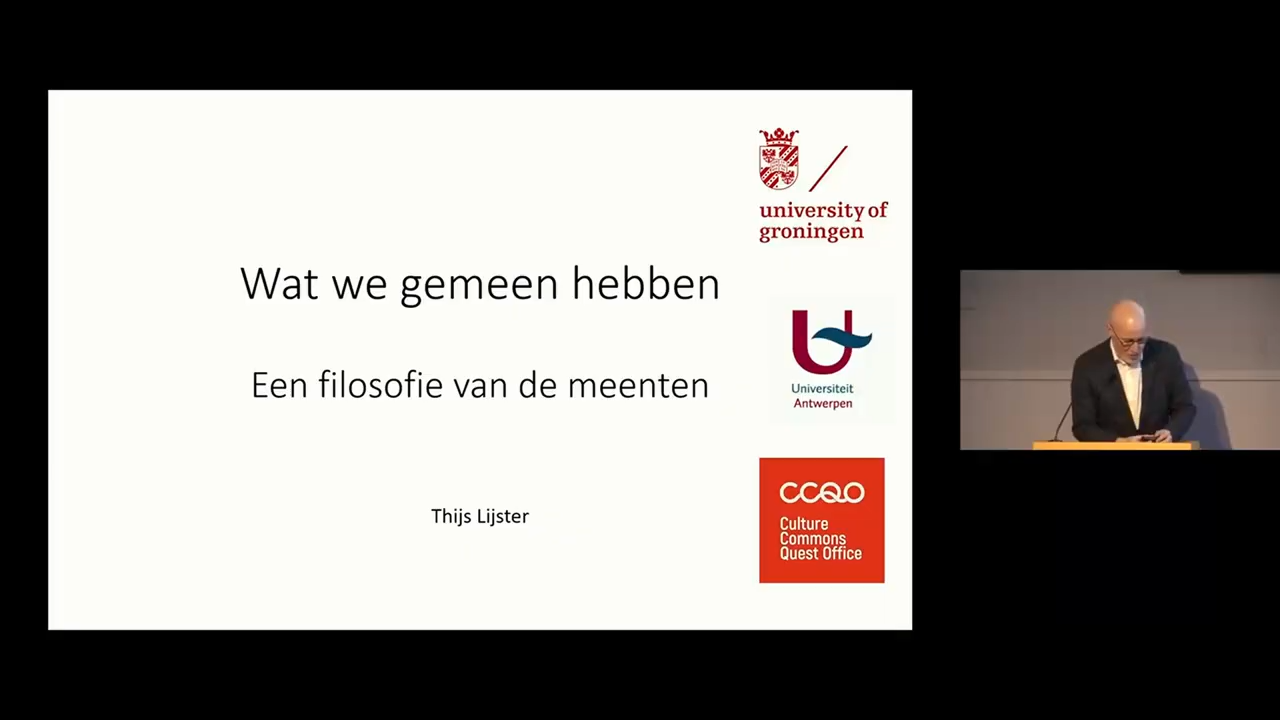 university of
groningen
Wat we gemeen hebben
Een filosofie van de meenten
Universiteit
Antwerpen
Thijs Lijster
CCQO
Culture
Commons
Quest Office